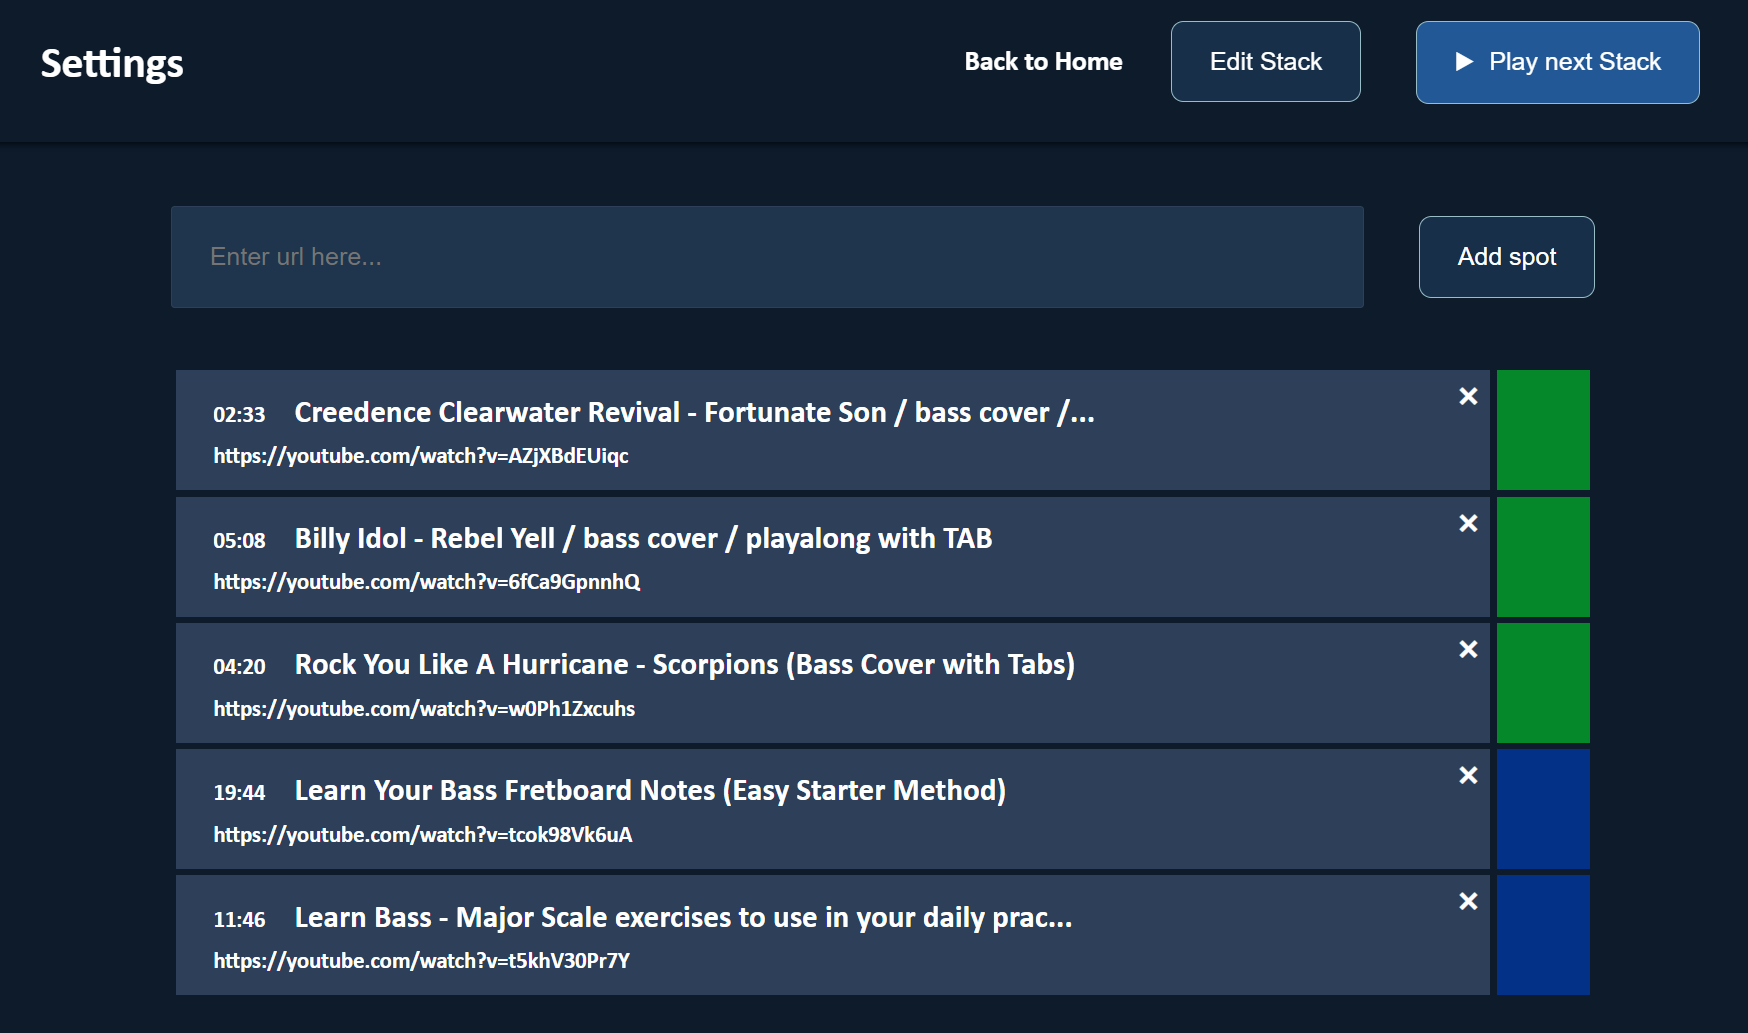 Settings
Back to Home
Edit Stack
Play next Stack
Enter url here...
Add spot
02:33 Creedence Clearwater Revival - Fortunate Son / bass cover /...
https://youtube.com/watch?v=AZjXBdEUiqc
05:08 Billy Idol - Rebel Yell / bass cover / playalong with TAB
https://youtube.com/watch?v=6fCa9GpnnhQ
04:20 Rock You Like A Hurricane - Scorpions (Bass Cover with Tabs)
https://youtube.com/watch?v=w0Ph1Zxcuhs
19:44 Learn Your Bass Fretboard Notes (Easy Starter Method)
https://youtube.com/watch?v=tcok98Vk6uA
11:46 Learn Bass - Major Scale exercises to use in your daily prac...
https://youtube.com/watch?v=t5khV30Pr7Y